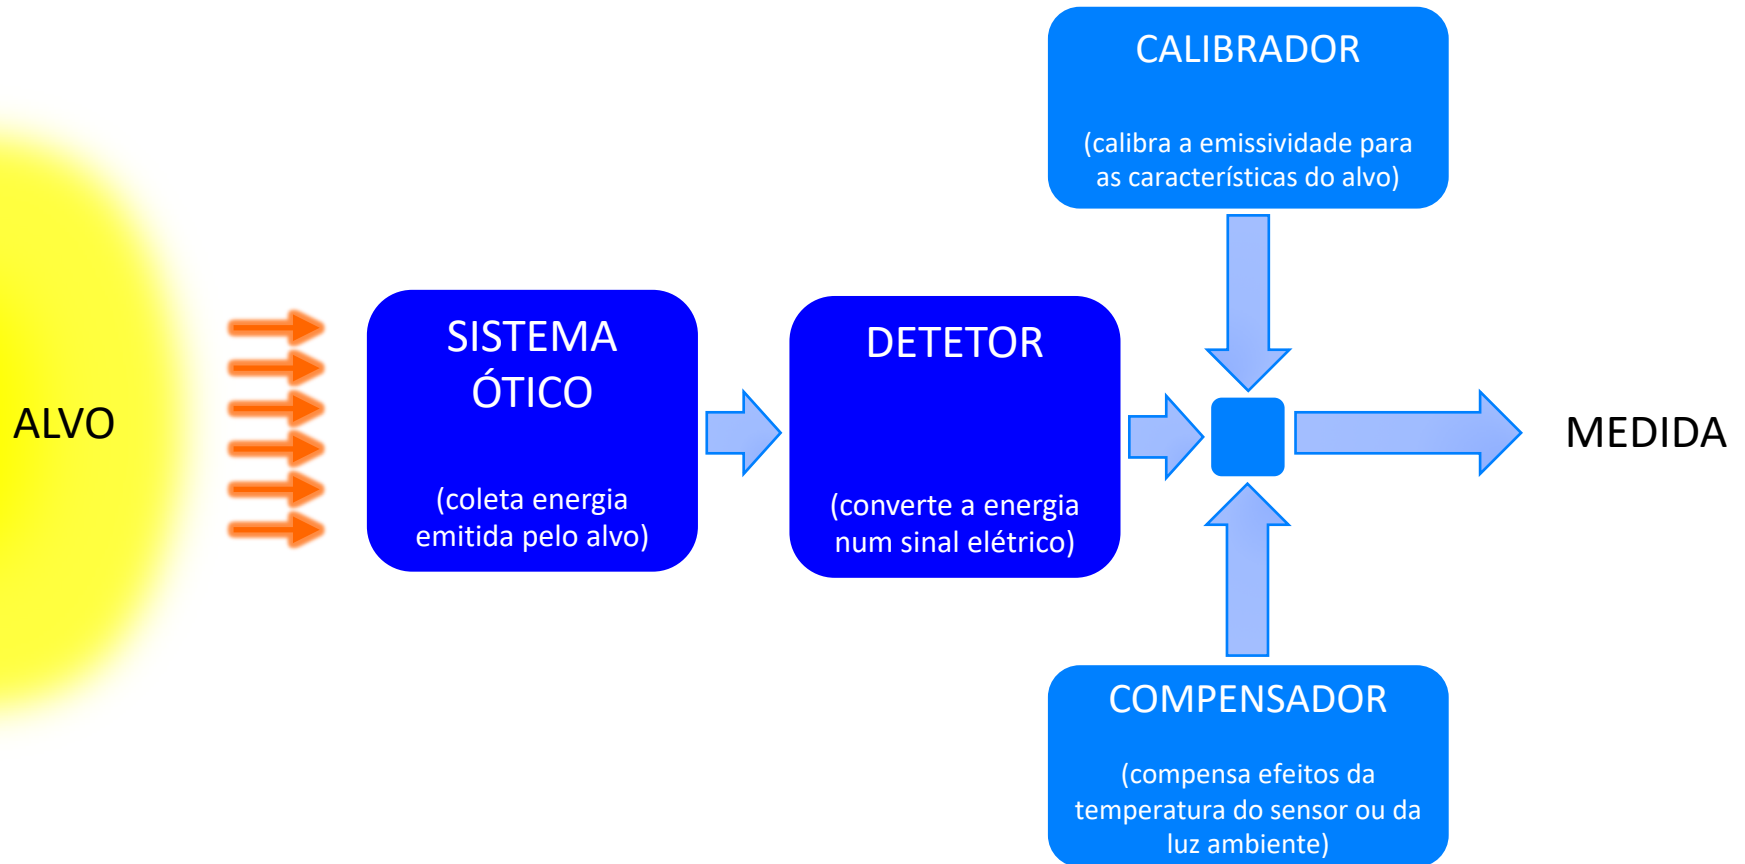 ALVO
SISTEMA
ÓTICO
(coleta energia
emitida pelo alvo)
DETETOR
(converte a energia
num sinal elétrico)
CALIBRADOR
(calibra a emissividade para
as características do alvo)
COMPENSADOR
(compensa efeitos da
temperatura do sensor ou da
luz ambiente)
MEDIDA